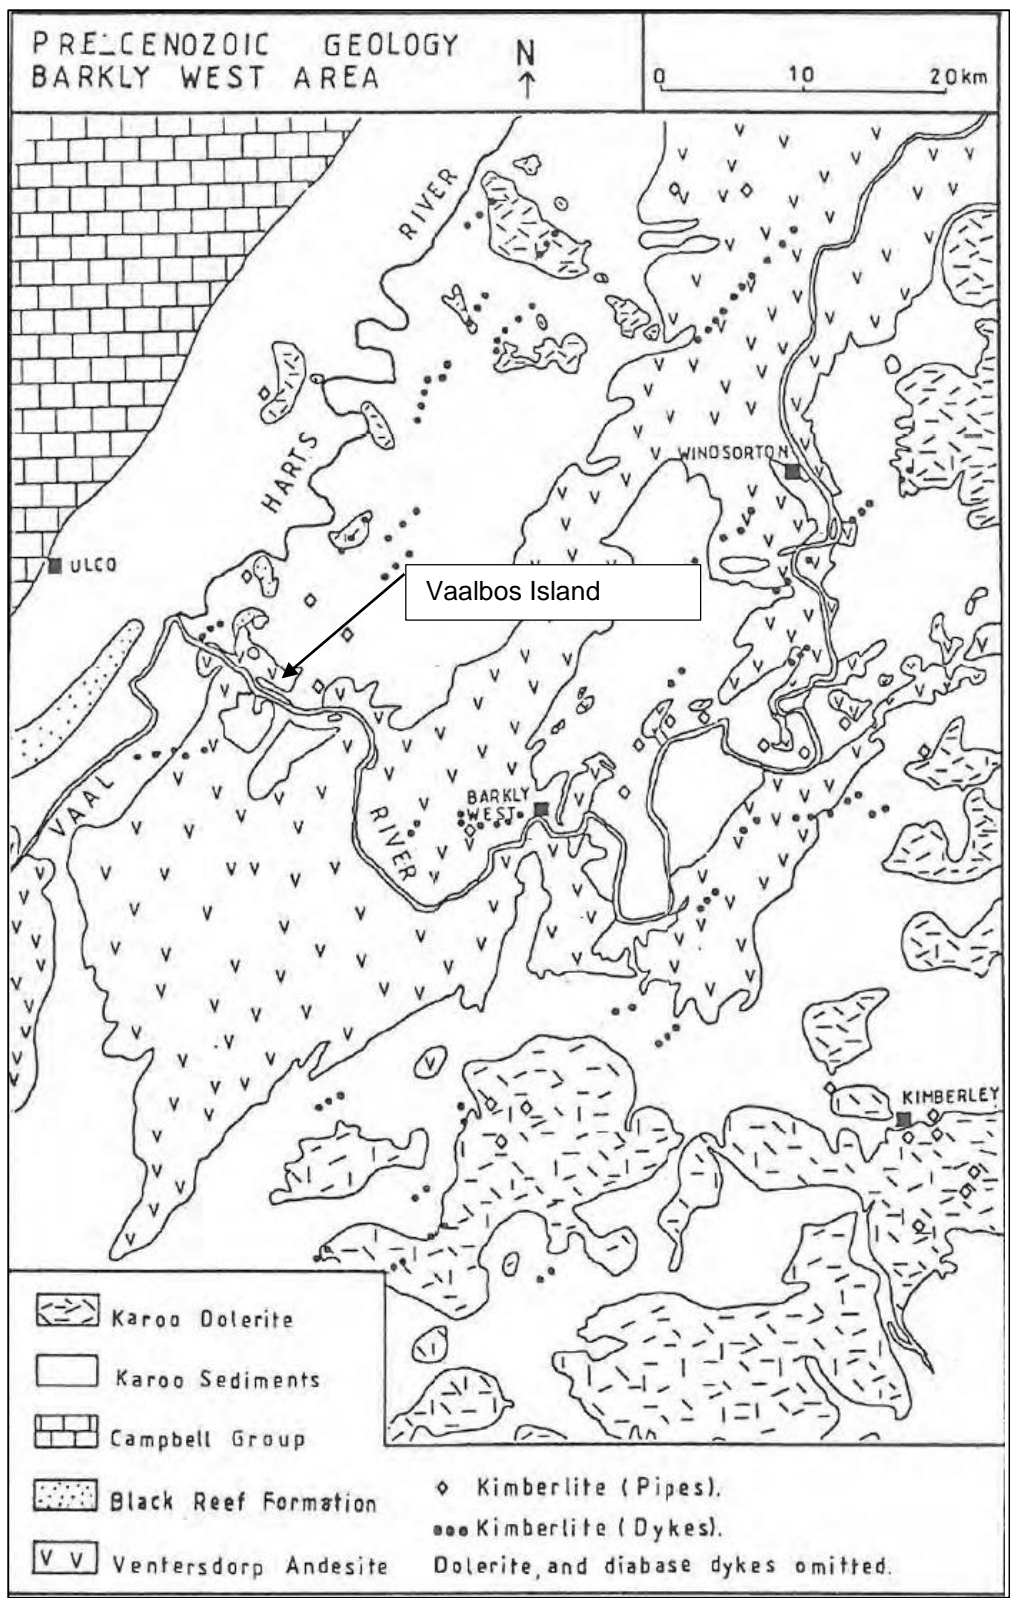 PRE-CENOZOIC GEOLOGY
BARKLY WEST AREA
N
0 10 20km
RIVER
HARTS
WINDSORTON
ULCO
Vaalbos Island
VAAL
RIVER
BARKLY
WEST
KIMBERLEY
Karoo Dolerite
Karoo Sediments
Campbell Group
Black Reef Formation
V V Ventersdorp Andesite
Kimberlite (Pipes).
Kimberlite (Dykes).
Dolerite, and diabase dykes omitted.